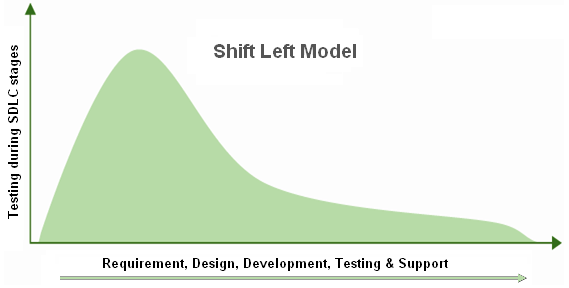 Shift Left Model
Testing during SDLC stages
Requirement, Design, Development, Testing & Support